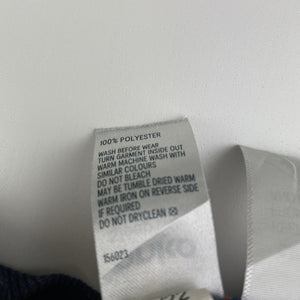 100% POLYESTER
WASH BEFORE WEAR
TURN GARMENT INSIDE OUT
WARM MACHINE WASH WITH
SIMILAR COLOURS
DO NOT BLEACH
MAY BE TUMBLE DRIED WARM
WARM IRON ON REVERSE SIDE
IF REQUIRED
DO NOT DRYCLEAN
156023